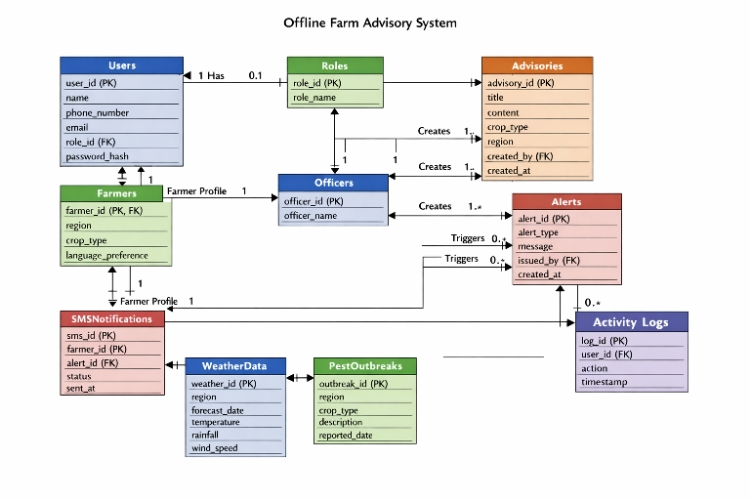 Offline Farm Advisory System
Users
user_id (PK)
name
phone_number
email
role_id (FK)
password_hash
1 Has 0.1
Roles
role_id (PK)
role_name
Advisories
advisory_id (PK)
title
content
crop_type
region
created_by (FK)
created_at
Creates 1..
1 1
Creates 1..
1
Farmers
farmer_id (PK, FK)
region
crop_type
language_preference
Farmer Profile 1
Officers
officer_id (PK)
officer_name
Creates 1.*
Alerts
alert_id (PK)
alert_type
message
issued_by (FK)
created_at
Triggers 0.*
Triggers 0.*
1
Farmer Profile 1
0.*
SMSNotifications
sms_id (PK)
farmer_id (PK)
alert_id (FK)
status
sent_at
Activity Logs
log_id (PK)
user_id (FK)
action
timestamp
WeatherData
weather_id (PK)
region
forecast_date
temperature
rainfall
wind_speed
PestOutbreaks
outbreak_id (PK)
region
crop_type
description
reported_date